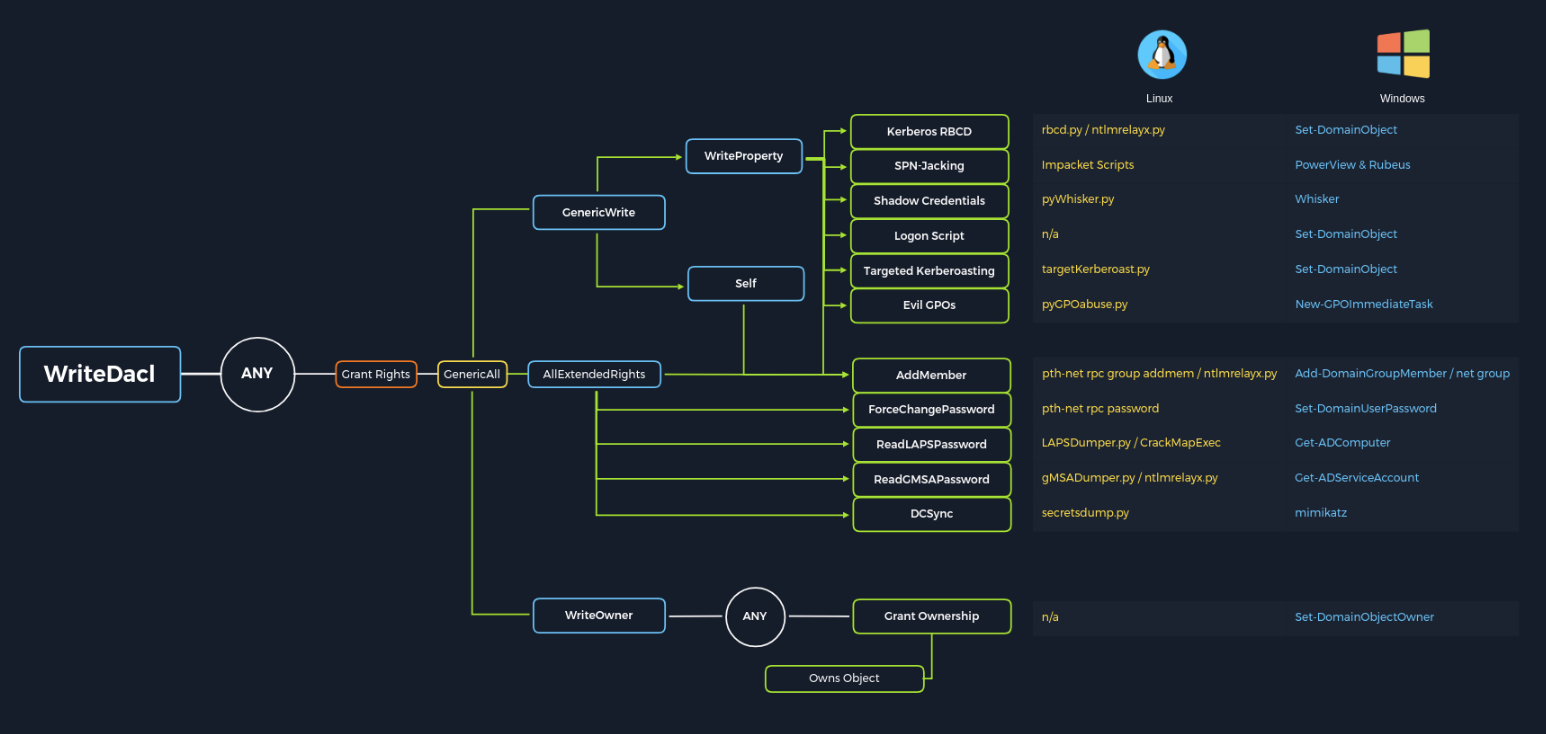 Linux
Windows
Kerberos RBCD
rbcd.py / ntlmrelayx.py
Set-DomainObject
WriteProperty
SPN-Jacking
Impacket Scripts
PowerView & Rubeus
Shadow Credentials
pyWhisker.py
Whisker
GenericWrite
Logon Script
n/a
Set-DomainObject
Targeted Kerberoasting
targetKerberoast.py
Set-DomainObject
Self
Evil GPOs
pyGPOabuse.py
New-GPOImmediateTask
WriteDacl
ANY
Grant Rights
GenericAll
AllExtendedRights
AddMember
pth-net rpc group addmem / ntlmrelayx.py
Add-DomainGroupMember / net group
ForceChangePassword
pth-net rpc password
Set-DomainUserPassword
ReadLAPSPassword
LAPSDumper.py / CrackMapExec
Get-ADComputer
ReadGMSAPassword
gMSADumper.py / ntlmrelayx.py
Get-ADServiceAccount
DCSync
secretsdump.py
mimikatz
WriteOwner
ANY
Grant Ownership
n/a
Set-DomainObjectOwner
Owns Object